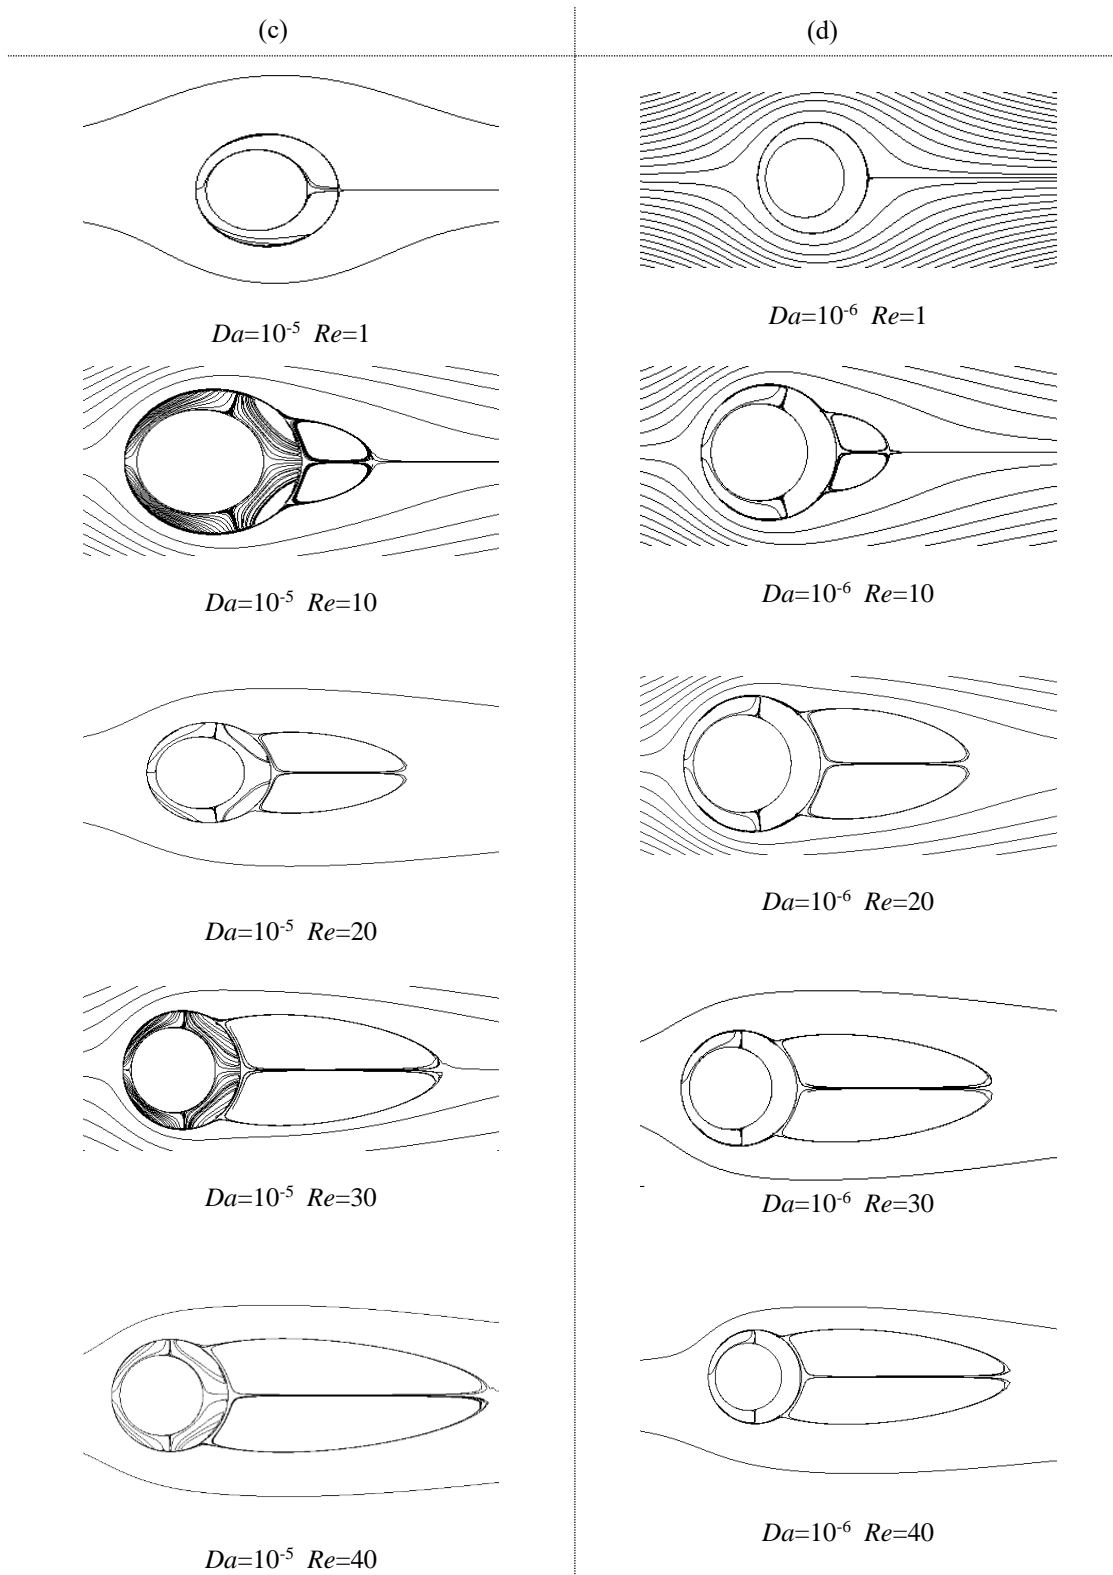 (c)
(d)
Da=10⁻⁵ Re=1
Da=10⁻⁶ Re=1
Da=10⁻⁵ Re=10
Da=10⁻⁶ Re=10
Da=10⁻⁵ Re=20
Da=10⁻⁶ Re=20
Da=10⁻⁵ Re=30
Da=10⁻⁶ Re=30
Da=10⁻⁵ Re=40
Da=10⁻⁶ Re=40